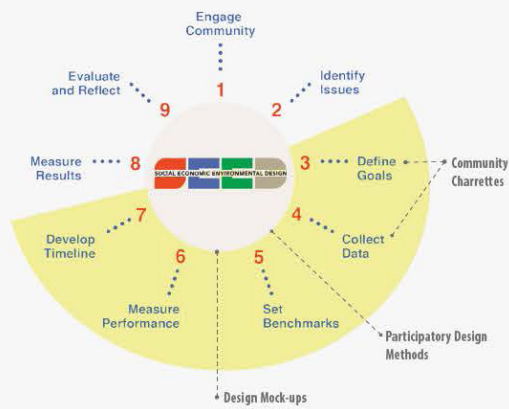 Engage
Community
1
Identify
Issues
2
3
Define
Goals
Community
Charrettes
4
Collect
Data
5
Set
Benchmarks
Participatory Design
Methods
6
Measure
Performance
Design Mock-ups
7
Develop
Timeline
8
Measure
Results
9
Evaluate
and Reflect
SOCIAL ECONOMIC ENVIRONMENTAL DESIGN